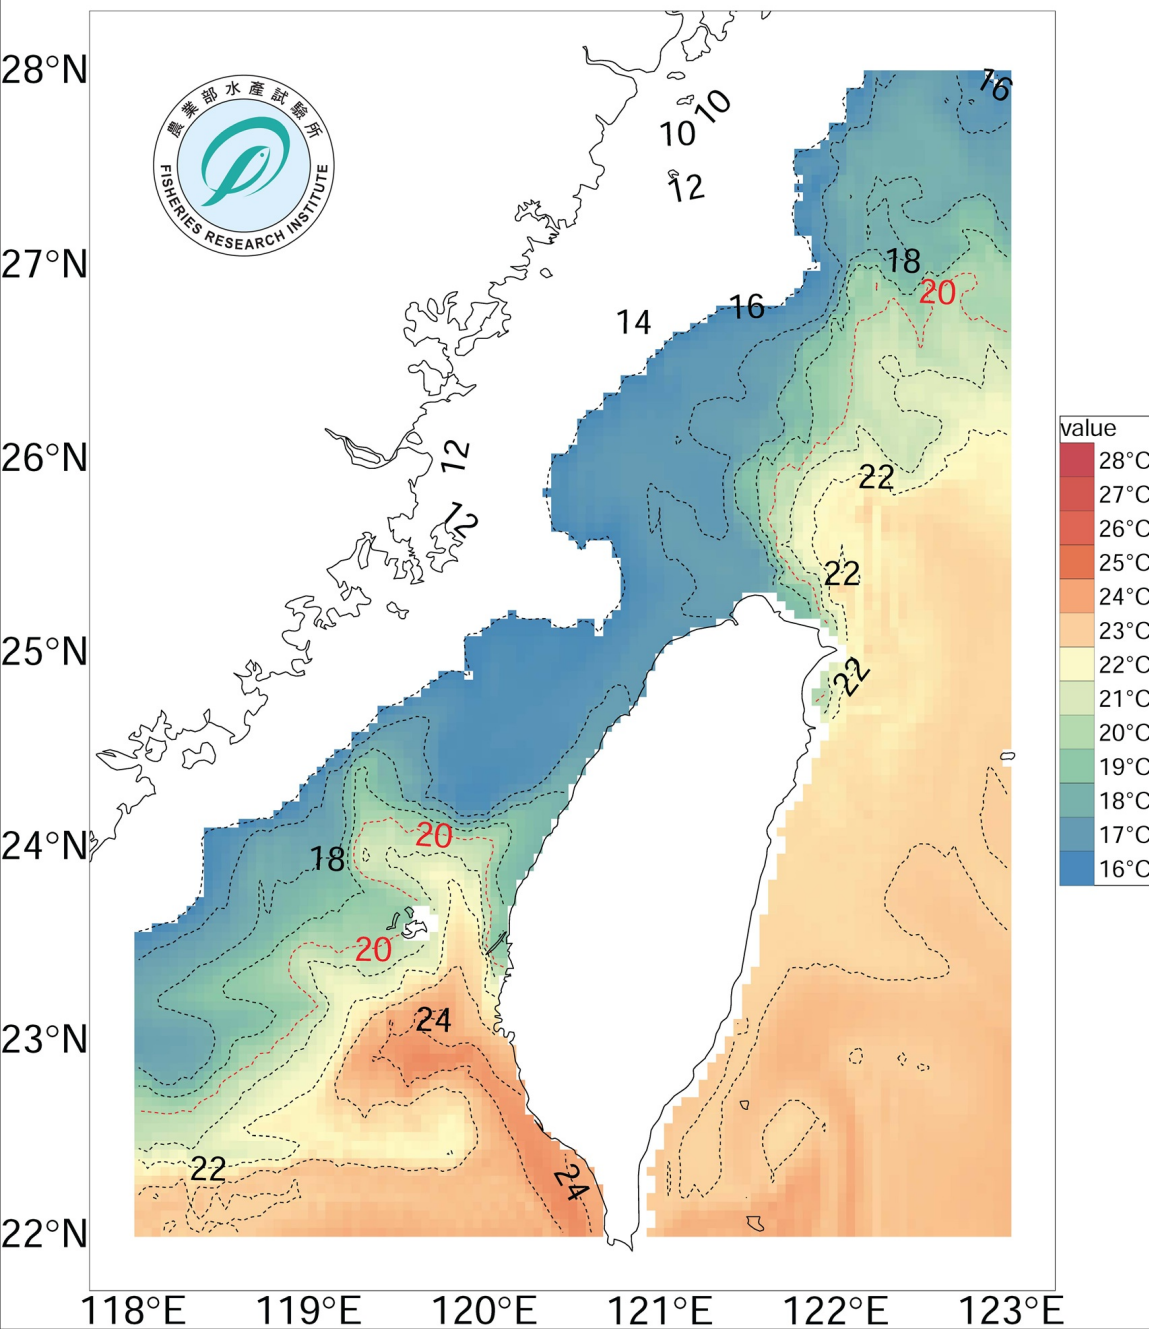 28°N
27°N
26°N
25°N
24°N
23°N
22°N
農業部水產試驗所
FISHERIES RESEARCH INSTITUTE
16
10
10
12
18
20
16
14
12
22
12
22
22
20
18
20
24
22
24
value
28°C
27°C
26°C
25°C
24°C
23°C
22°C
21°C
20°C
19°C
18°C
17°C
16°C
118°E
119°E
120°E
121°E
122°E
123°E